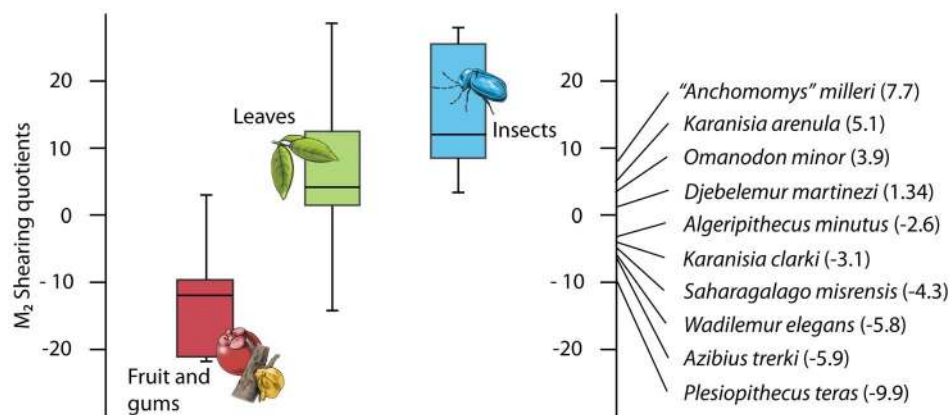 M₂ Shearing quotients
20
10
0
- 10
-20
Fruit and
gums
Leaves
Insects
20
10
0
- 10
-20
“Anchomomys” milleri (7.7)
Karanisia arenula (5.1)
Omanodon minor (3.9)
Djebelemur martinezi (1.34)
Algeripithecus minutus (-2.6)
Karanisia clarki (-3.1)
Saharagalago misrensis (-4.3)
Wadilemur elegans (-5.8)
Azibius trerki (-5.9)
Plesiopithecus teras (-9.9)